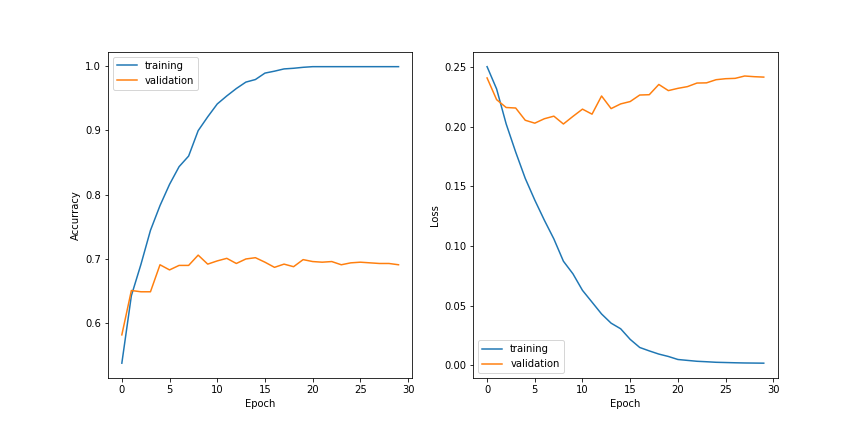 training
validation
1.0
0.9
0.8
0.7
0.6
Accurracy
0 5 10 15 20 25 30
Epoch
0.25
0.20
0.15
0.10
0.05
0.00
Loss
training
validation
0 5 10 15 20 25 30
Epoch